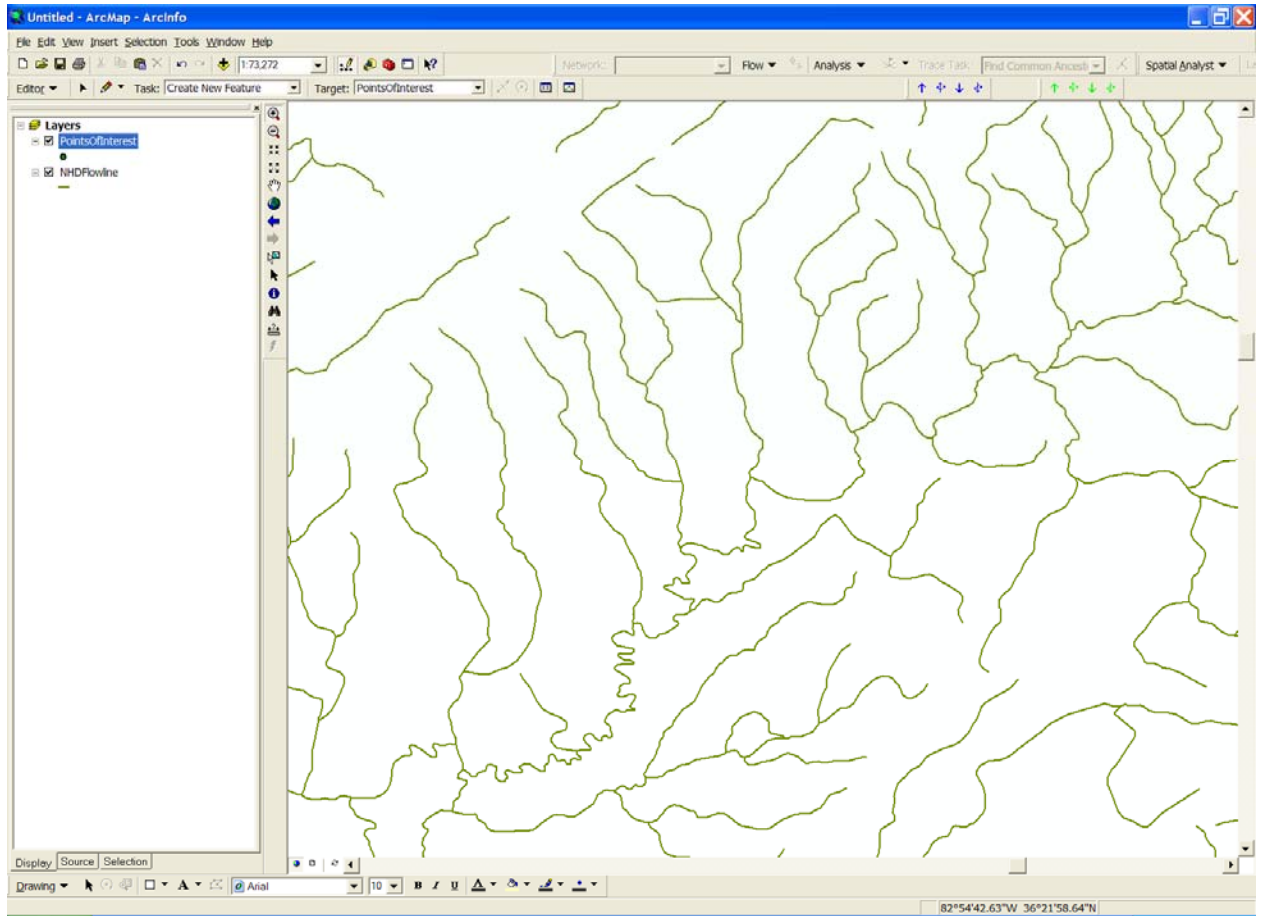 Untitled - ArcMap - ArcInfo
File Edit View Insert Selection Tools Window Help
1:73,272 Network: Flow Analysis Trace Task: Find Common Ancest Spatial Analyst
Editor Task: Create New Feature Target: PointsOfInterest
Layers
PointsOfInterest
NHDFlowline
Display Source Selection
Drawing A Arial 10 B I U A
82°54'42.63"W 36°21'58.64"N